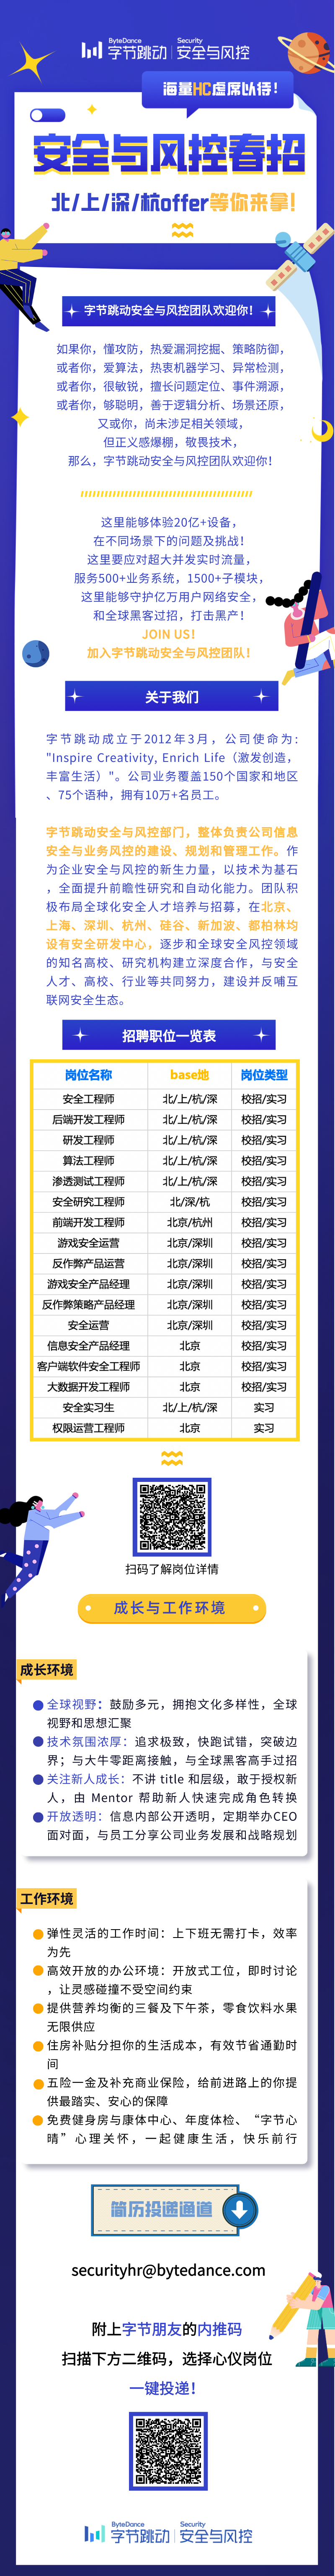 ByteDance 字节跳动 Security 安全与风控
海量HC虚席以待!
安全与风控春招
北/上/深/杭offer等你来拿!
字节跳动安全与风控团队欢迎你!
如果你，懂攻防，热爱漏洞挖掘、策略防御，
或者你，爱算法，热衷机器学习、异常检测，
或者你，很敏锐，擅长问题定位、事件溯源，
或者你，够聪明，善于逻辑分析、场景还原，
又或你，尚未涉足相关领域，
但正义感爆棚，敬畏技术，
那么，字节跳动安全与风控团队欢迎你!
这里能够体验20亿+设备，
在不同场景下的问题及挑战!
这里要应对超大并发实时流量，
服务500+业务系统，1500+子模块，
这里能够守护亿万用户网络安全，
和全球黑客过招，打击黑产!
JOIN US!
加入字节跳动安全与风控团队!
关于我们
字节跳动成立于2012年3月，公司使命为：
"Inspire Creativity, Enrich Life（激发创造，
丰富生活）"。公司业务覆盖150个国家和地区
、75个语种，拥有10万+名员工。
字节跳动安全与风控部门，整体负责公司信息
安全与业务风控的建设、规划和管理工作。作
为企业安全与风控的新生力量，以技术为基石
，全面提升前瞻性研究和自动化能力。团队积
极布局全球化安全人才培养与招募，在北京、
上海、深圳、杭州、硅谷、新加波、都柏林均
设有安全研发中心，逐步和全球安全风控领域
的知名高校、研究机构建立深度合作，与安全
人才、高校、行业等共同努力，建设并反哺互
联网安全生态。
招聘职位一览表
岗位名称 base地 岗位类型
安全工程师 北/上/杭/深 校招/实习
后端开发工程师 北/上/杭/深 校招/实习
研发工程师 北/上/杭/深 校招/实习
算法工程师 北/上/杭/深 校招/实习
渗透测试工程师 北/上/杭/深 校招/实习
安全研究工程师 北/深/杭 校招/实习
前端开发工程师 北京/杭州 校招/实习
游戏安全运营 北京/深圳 校招/实习
反作弊产品运营 北京/深圳 校招/实习
游戏安全产品经理 北京/深圳 校招/实习
反作弊策略产品经理 北京/深圳 校招/实习
安全运营 北京/深圳 校招/实习
信息安全产品经理 北京 校招/实习
客户端软件安全工程师 北京 校招/实习
大数据开发工程师 北京 校招/实习
安全实习生 北/上/杭/深 实习
权限运营工程师 北京 实习
扫码了解岗位详情
成长与工作环境
成长环境
全球视野：鼓励多元，拥抱文化多样性，全球
视野和思想汇聚
技术氛围浓厚：追求极致，快跑试错，突破边
界；与大牛零距离接触，与全球黑客高手过招
关注新人成长：不讲 title 和层级，敢于授权新
人，由 Mentor 帮助新人快速完成角色转换
开放透明：信息内部公开透明，定期举办CEO
面对面，与员工分享公司业务发展和战略规划
工作环境
弹性灵活的工作时间：上下班无需打卡，效率
为先
高效开放的办公环境：开放式工位，即时讨论
，让灵感碰撞不受空间约束
提供营养均衡的三餐及下午茶，零食饮料水果
无限供应
住房补贴分担你的生活成本，有效节省通勤时
间
五险一金及补充商业保险，给前进路上的你提
供最踏实、安心的保障
免费健身房与康体中心、年度体检、“字节心
晴”心理关怀，一起健康生活，快乐前行
简历投递通道
securityhr@bytedance.com
附上字节朋友的内推码
扫描下方二维码，选择心仪岗位
一键投递!
ByteDance 字节跳动 Security 安全与风控